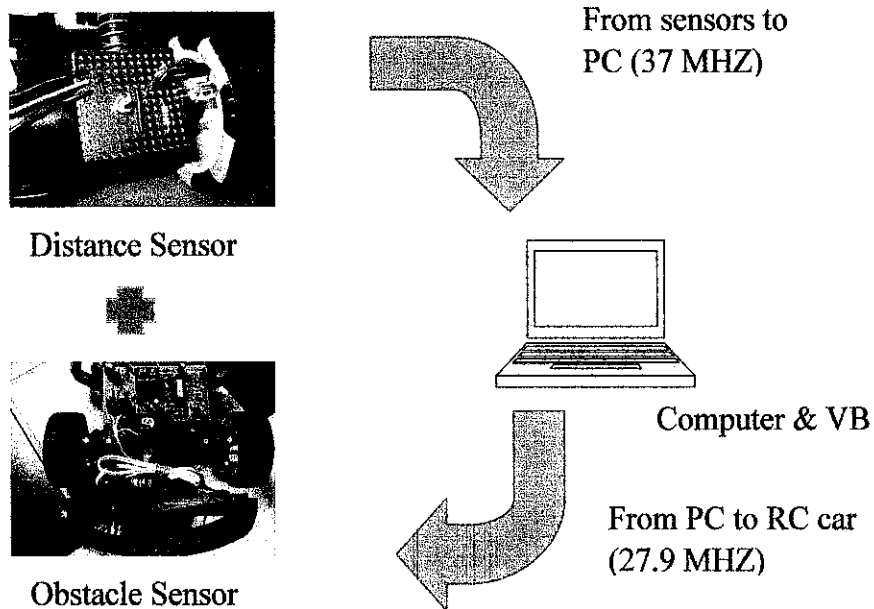 From sensors to
PC (37 MHZ)
Distance Sensor
Computer & VB
From PC to RC car
(27.9 MHZ)
Obstacle Sensor